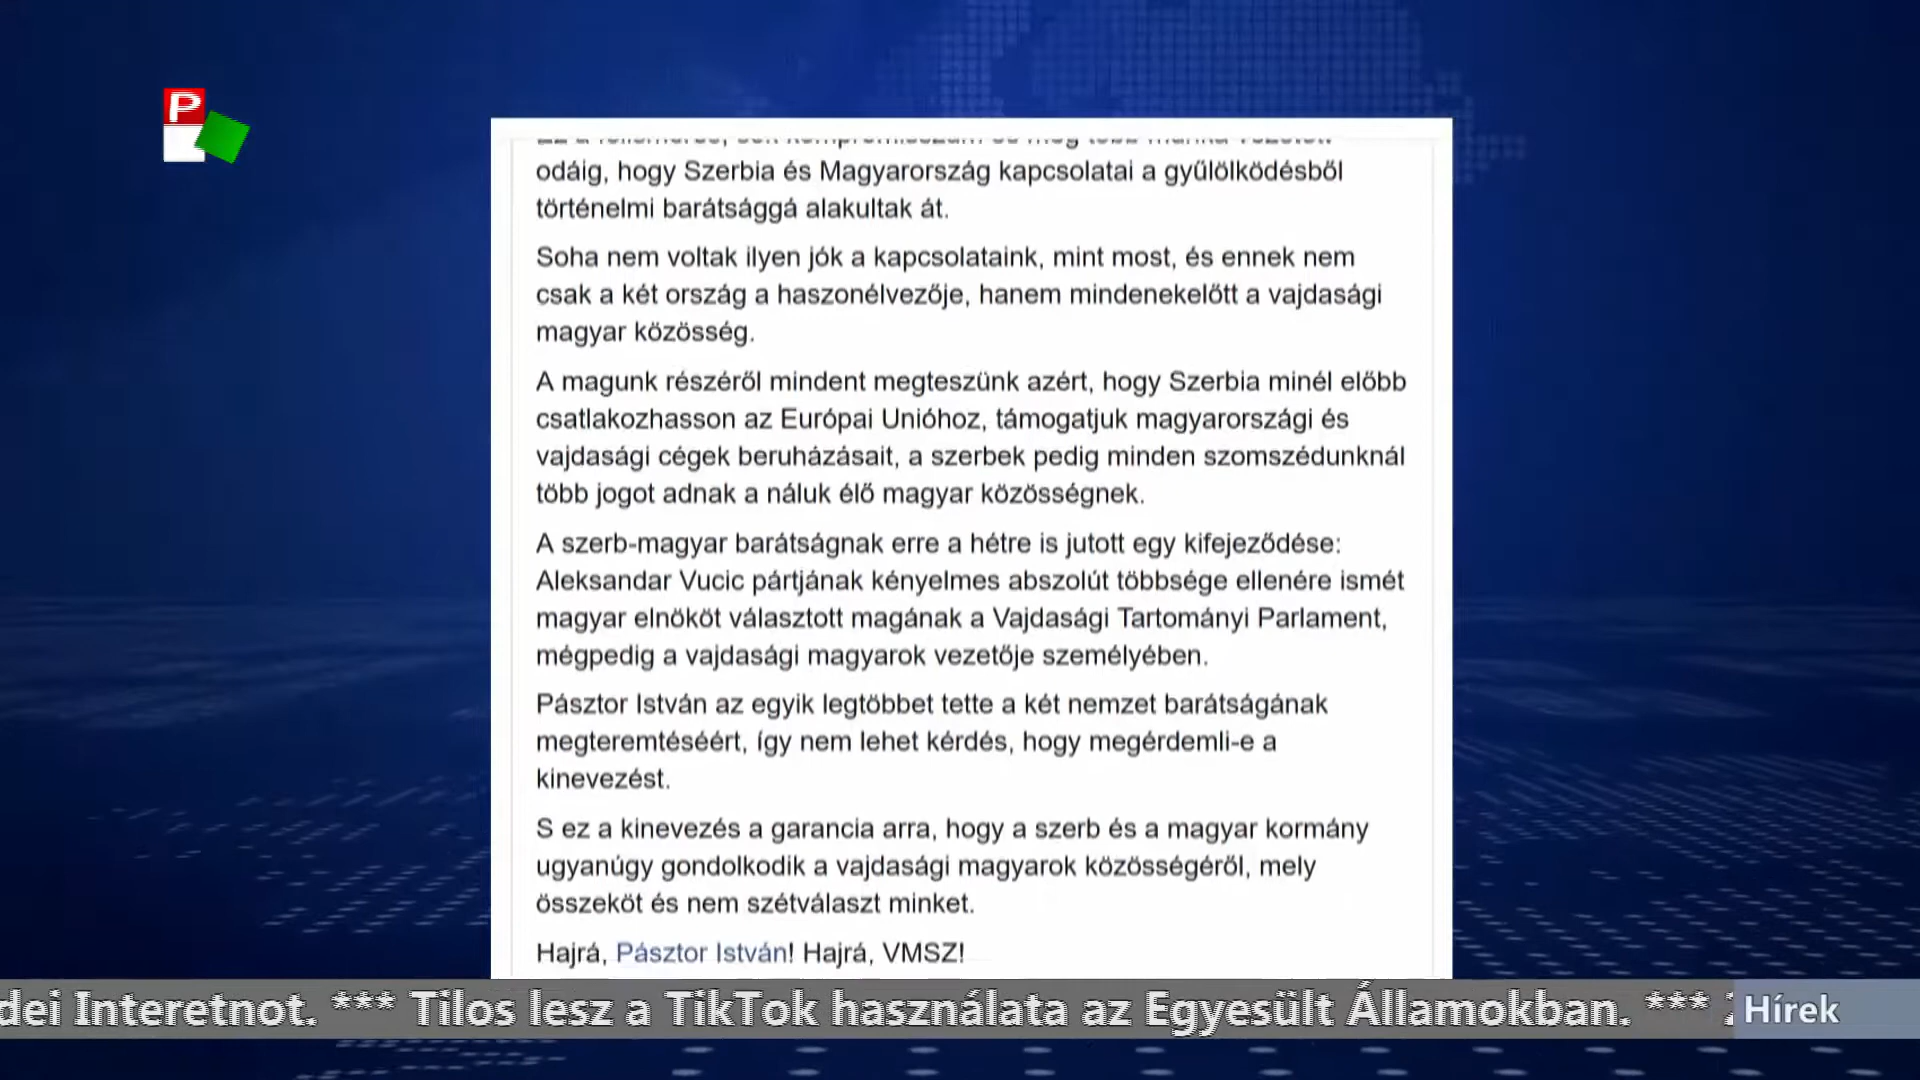 P
odáig, hogy Szerbia és Magyarország kapcsolatai a gyűlölködésből
történelmi barátsággá alakultak át.
Soha nem voltak ilyen jók a kapcsolataink, mint most, és ennek nem
csak a két ország a haszonélvezője, hanem mindenekelőtt a vajdasági
magyar közösség.
A magunk részéről mindent megteszünk azért, hogy Szerbia minél előbb
csatlakozhasson az Európai Unióhoz, támogatjuk magyarországi és
vajdasági cégek beruházásait, a szerbek pedig minden szomszédunknál
több jogot adnak a náluk élő magyar közösségnek.
A szerb-magyar barátságnak erre a hétre is jutott egy kifejeződése:
Aleksandar Vucic pártjának kényelmes abszolút többsége ellenére ismét
magyar elnököt választott magának a Vajdasági Tartományi Parlament,
mégpedig a vajdasági magyarok vezetője személyében.
Pásztor István az egyik legtöbbet tette a két nemzet barátságának
megteremtéséért, így nem lehet kérdés, hogy megérdemli-e a
kinevezést.
S ez a kinevezés a garancia arra, hogy a szerb és a magyar kormány
ugyanúgy gondolkodik a vajdasági magyarok közösségéről, mely
összeköt és nem szétválaszt minket.
Hajrá, Pásztor István! Hajrá, VMSZ!
dei Interetnot. *** Tilos lesz a TikTok használata az Egyesült Államokban. ***
Hírek